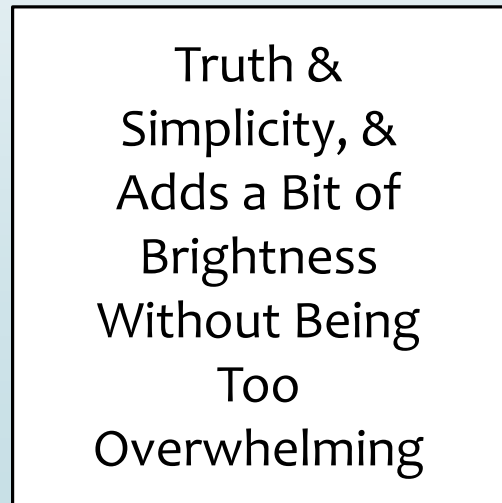 Truth &
Simplicity, &
Adds a Bit of
Brightness
Without Being
Too
Overwhelming